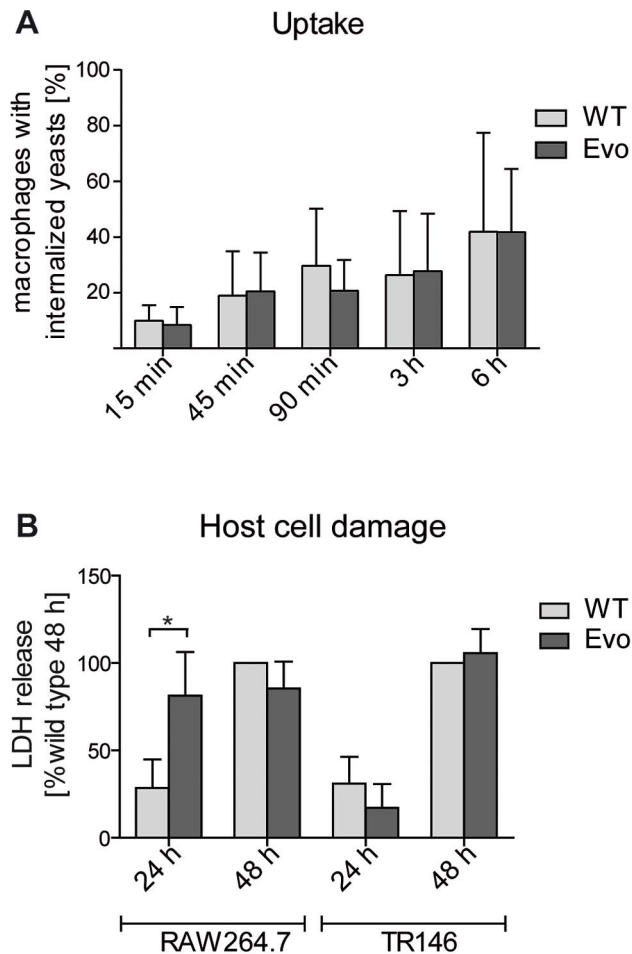 A
Uptake
macrophages with
internalized yeasts [%]
100
80
60
40
20
WT
Evo
15 min
45 min
90 min
3 h
6 h
B
Host cell damage
LDH release
[%wild type 48 h]
150
100
50
0
*
WT
Evo
24 h
48 h
24 h
48 h
RAW264.7
TR146